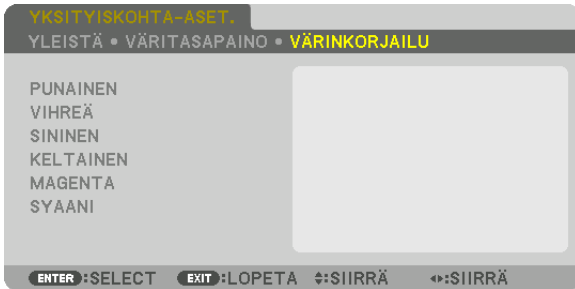 YKSITYISKOHTA-ASET.
YLEISTÄ • VÄRITASAPAINO • VÄRINKORJAILU
PUNAINEN
VIHREÄ
SININEN
KELTAINEN
MAGENTA
SYAANI
ENTER :SELECT EXIT :LOPETA :SIIRRÄ :SIIRRÄ